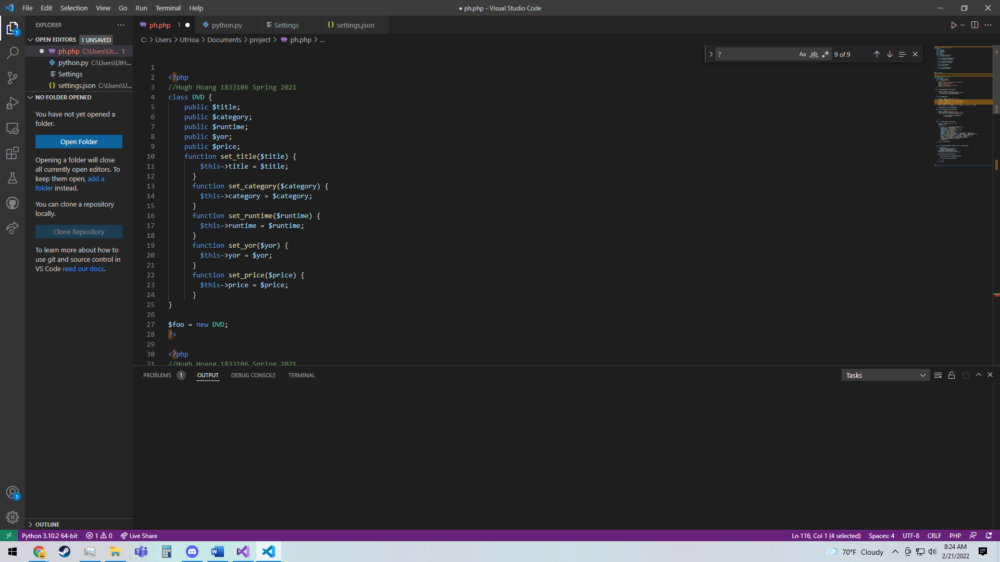 File Edit Selection View Go Run Terminal Help
● ph.php - Visual Studio Code
EXPLORER
OPEN EDITORS 1 UNSAVED
ph.php C:\Users\Ut... 1
python.py C:\Users\UtH...
Settings
settings.json C:\Users\U...
NO FOLDER OPENED
You have not yet opened a
folder.
Open Folder
Opening a folder will close
all currently open editors. To
keep them open, add a
folder instead.
You can clone a repository
locally.
Clone Repository
To learn more about how to
use git and source control in
VS Code read our docs.
OUTLINE
1
1
ph.php 1 python.py Settings settings.json
C: > Users > UtHoa > Documents > project > ph.php > ...
? Aa ab 9 of 9
1
2 <?php
3 //Hugh Hoang 1833106 Spring 2021
4 class DVD {
5 public $title;
6 public $category;
7 public $runtime;
8 public $yor;
9 public $price;
10 function set_title($title) {
11 $this->title = $title;
12 }
13 function set_category($category) {
14 $this->category = $category;
15 }
16 function set_runtime($runtime) {
17 $this->runtime = $runtime;
18 }
19 function set_yor($yor) {
20 $this->yor = $yor;
21 }
22 function set_price($price) {
23 $this->price = $price;
24 }
25 }
26
27 $foo = new DVD;
28 ?>
29
30 <?php
31 //Hugh Hoang 1833106 Spring 2021
PROBLEMS 1 OUTPUT DEBUG CONSOLE TERMINAL
Tasks
Python 3.10.2 64-bit 1 0 Live Share
Ln 116, Col 1 (4 selected) Spaces: 4 UTF-8 CRLF PHP
70°F Cloudy
8:24 AM
2/21/2022